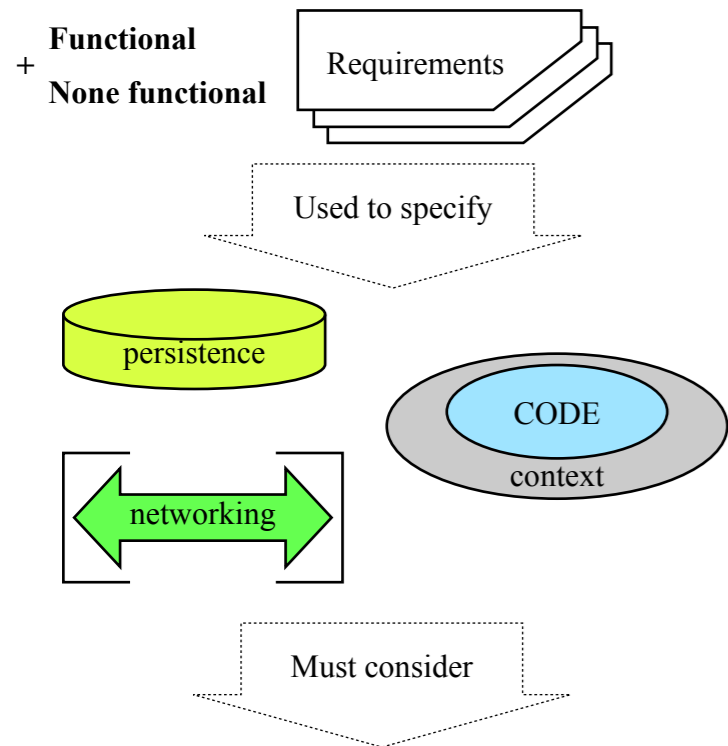 +
Functional
None functional
Requirements
Used to specify
persistence
CODE
context
networking
Must consider